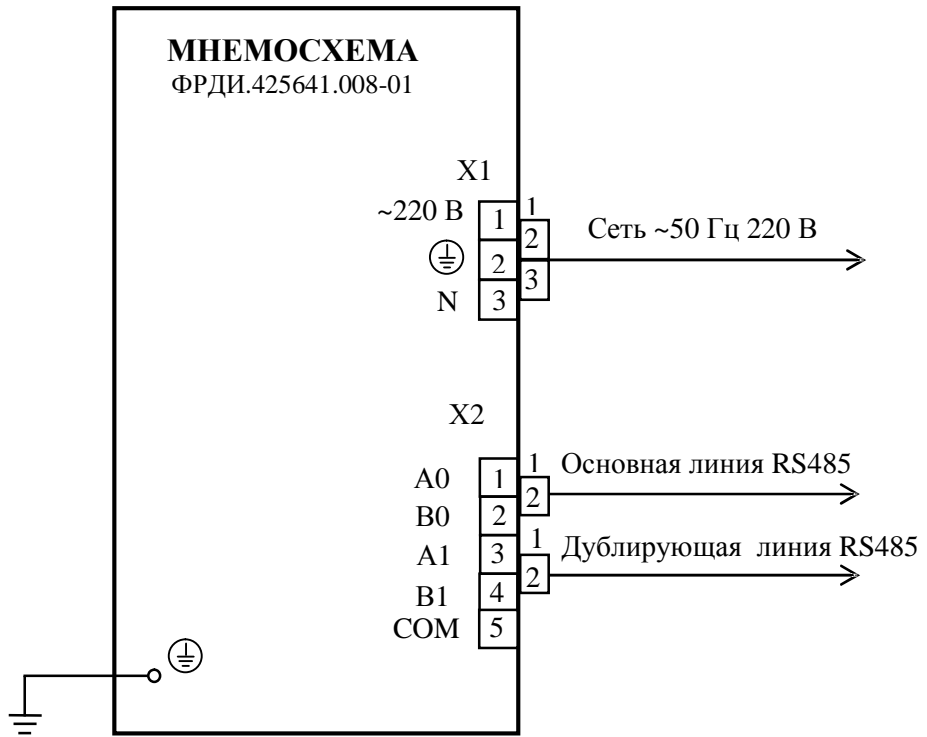 МНЕМОСХЕМА
ФРДИ.425641.008-01
X1
~220 В 1 1
2 Сеть ~50 Гц 220 В
2
3
N 3
X2
A0 1 1 Основная линия RS485
2
B0 2
A1 3 1 Дублирующая линия RS485
2
B1 4
COM 5